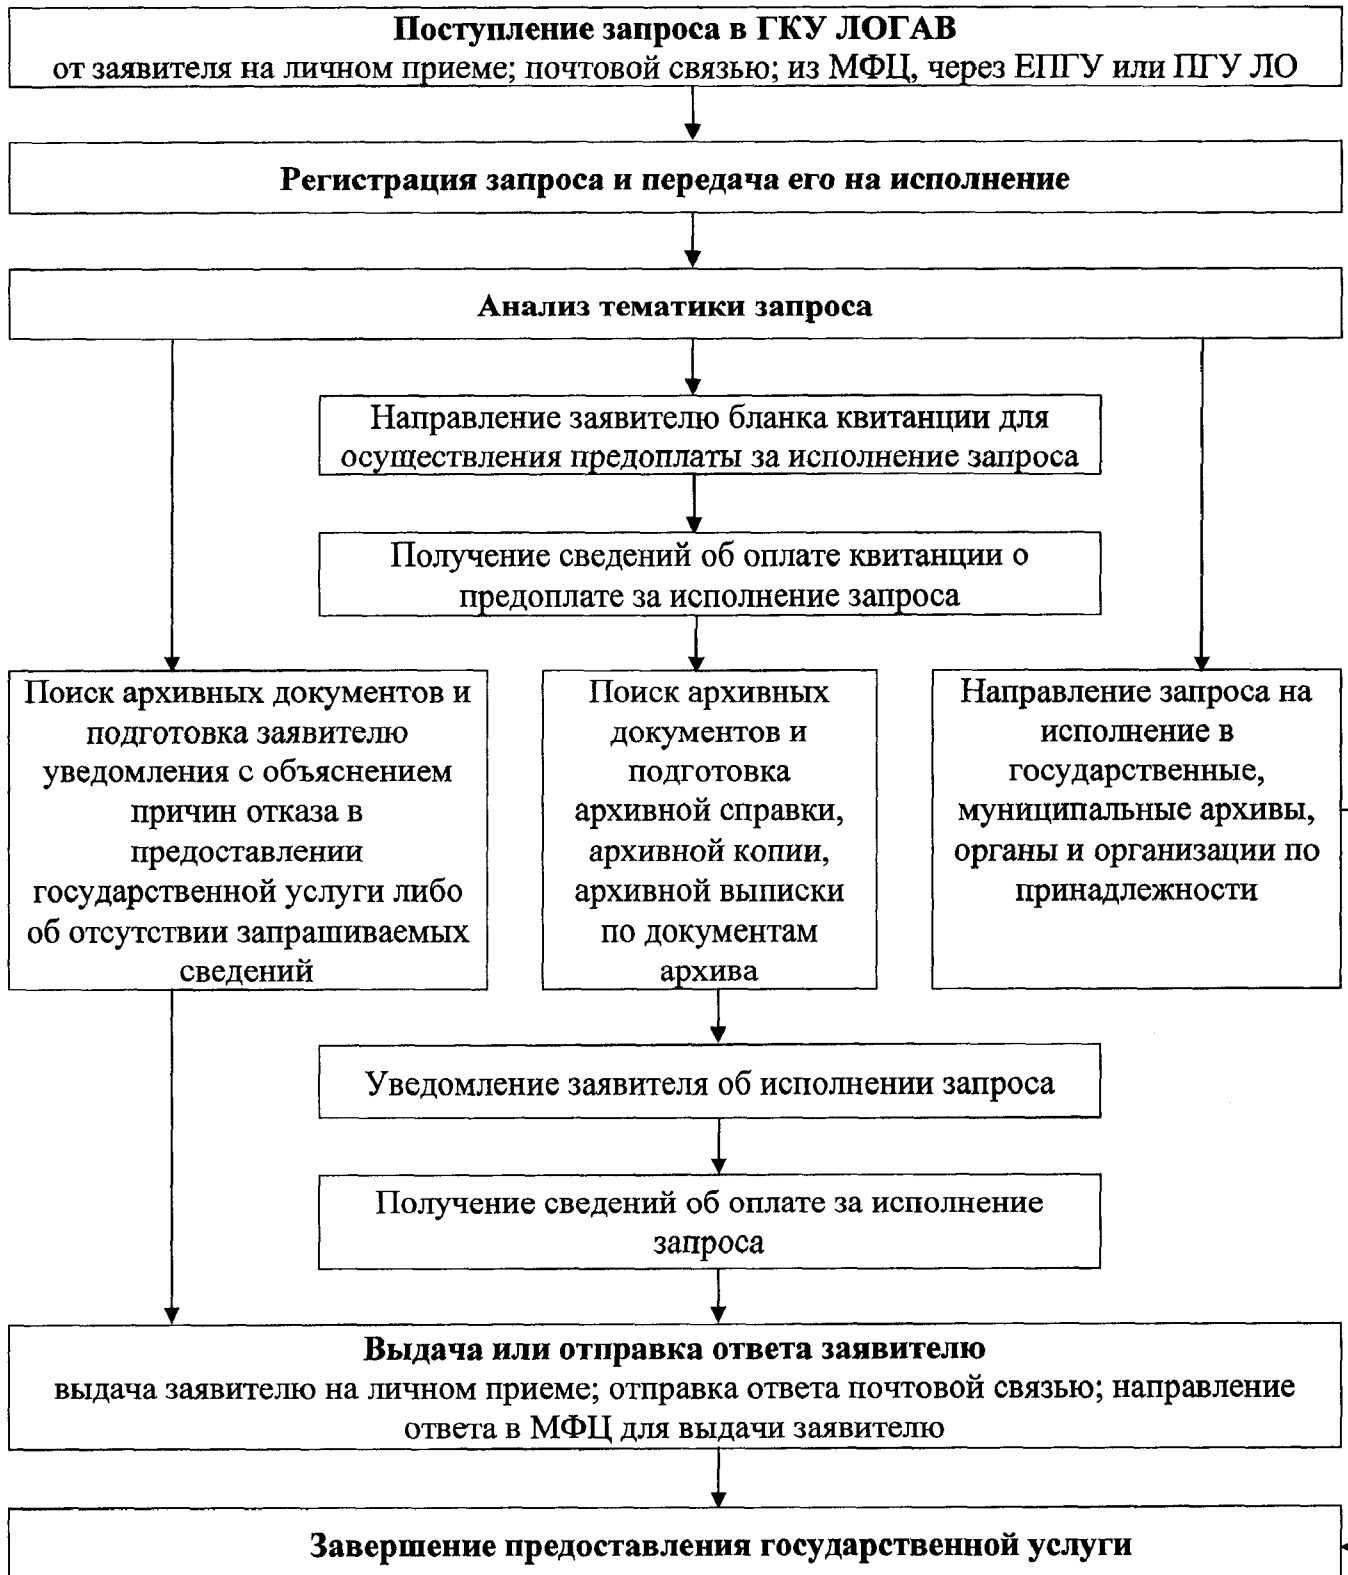 Поступление запроса в ГКУ ЛОГАВ
от заявителя на личном приеме; почтовой связью; из МФЦ, через ЕПГУ или ПГУ ЛО
Регистрация запроса и передача его на исполнение
Анализ тематики запроса
Направление заявителю бланка квитанции для
осуществления предоплаты за исполнение запроса
Получение сведений об оплате квитанции о
предоплате за исполнение запроса
Поиск архивных документов и
подготовка заявителю
уведомления с объяснением
причин отказа в
предоставлении
государственной услуги либо
об отсутствии запрашиваемых
сведений
Поиск архивных
документов и
подготовка
архивной справки,
архивной копии,
архивной выписки
по документам
архива
Направление запроса на
исполнение в
государственные,
муниципальные архивы,
органы и организации по
принадлежности
Уведомление заявителя об исполнении запроса
Получение сведений об оплате за исполнение
запроса
Выдача или отправка ответа заявителю
выдача заявителю на личном приеме; отправка ответа почтовой связью; направление
ответа в МФЦ для выдачи заявителю
Завершение предоставления государственной услуги